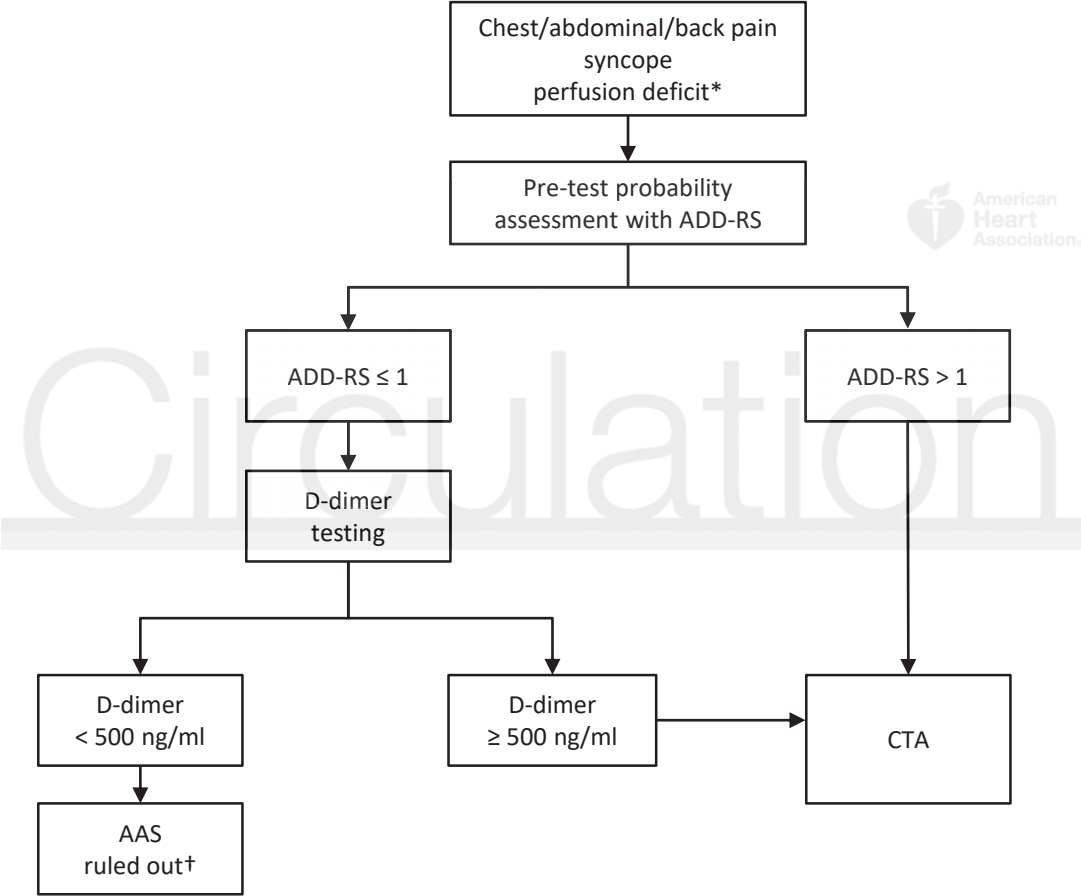 Chest/abdominal/back pain
syncope
perfusion deficit*
Pre-test probability
assessment with ADD-RS
American
Heart
Association®
ADD-RS ≤ 1
ADD-RS > 1
Circulation
D-dimer
testing
D-dimer
< 500 ng/ml
D-dimer
≥ 500 ng/ml
CTA
AAS
ruled out†